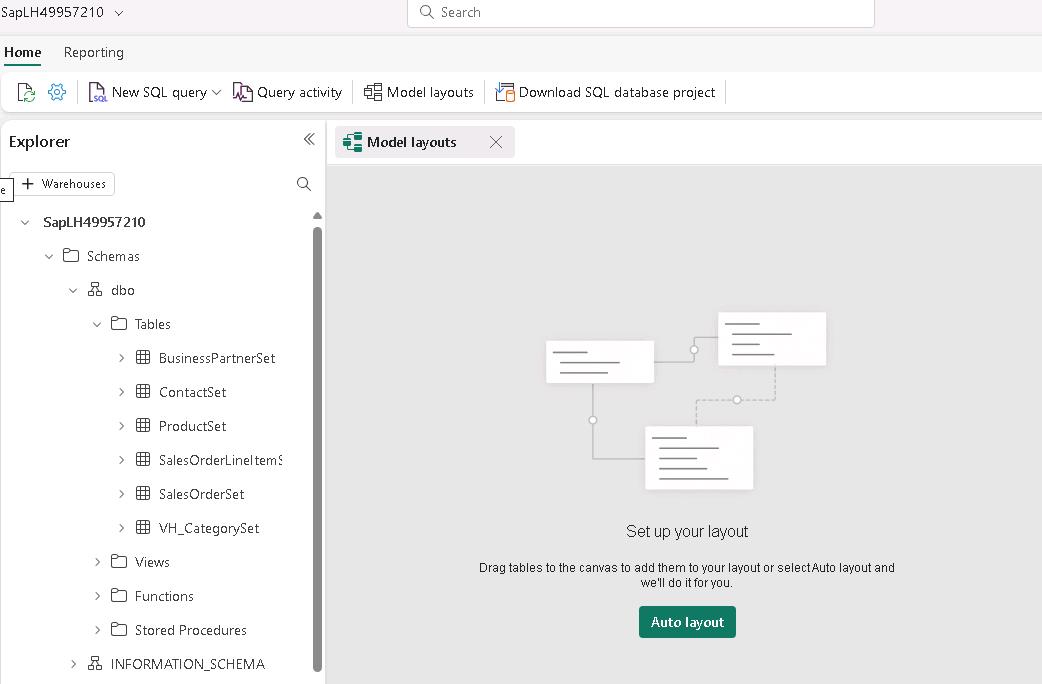 SapLH49957210
Search
Home
Reporting
New SQL query
Query activity
Model layouts
Download SQL database project
Explorer
Model layouts
e
Warehouses
SapLH49957210
Schemas
dbo
Tables
BusinessPartnerSet
ContactSet
ProductSet
SalesOrderLineItemS
SalesOrderSet
VH_CategorySet
Views
Functions
Stored Procedures
INFORMATION_SCHEMA
Set up your layout
Drag tables to the canvas to add them to your layout or select Auto layout and
we'll do it for you.
Auto layout